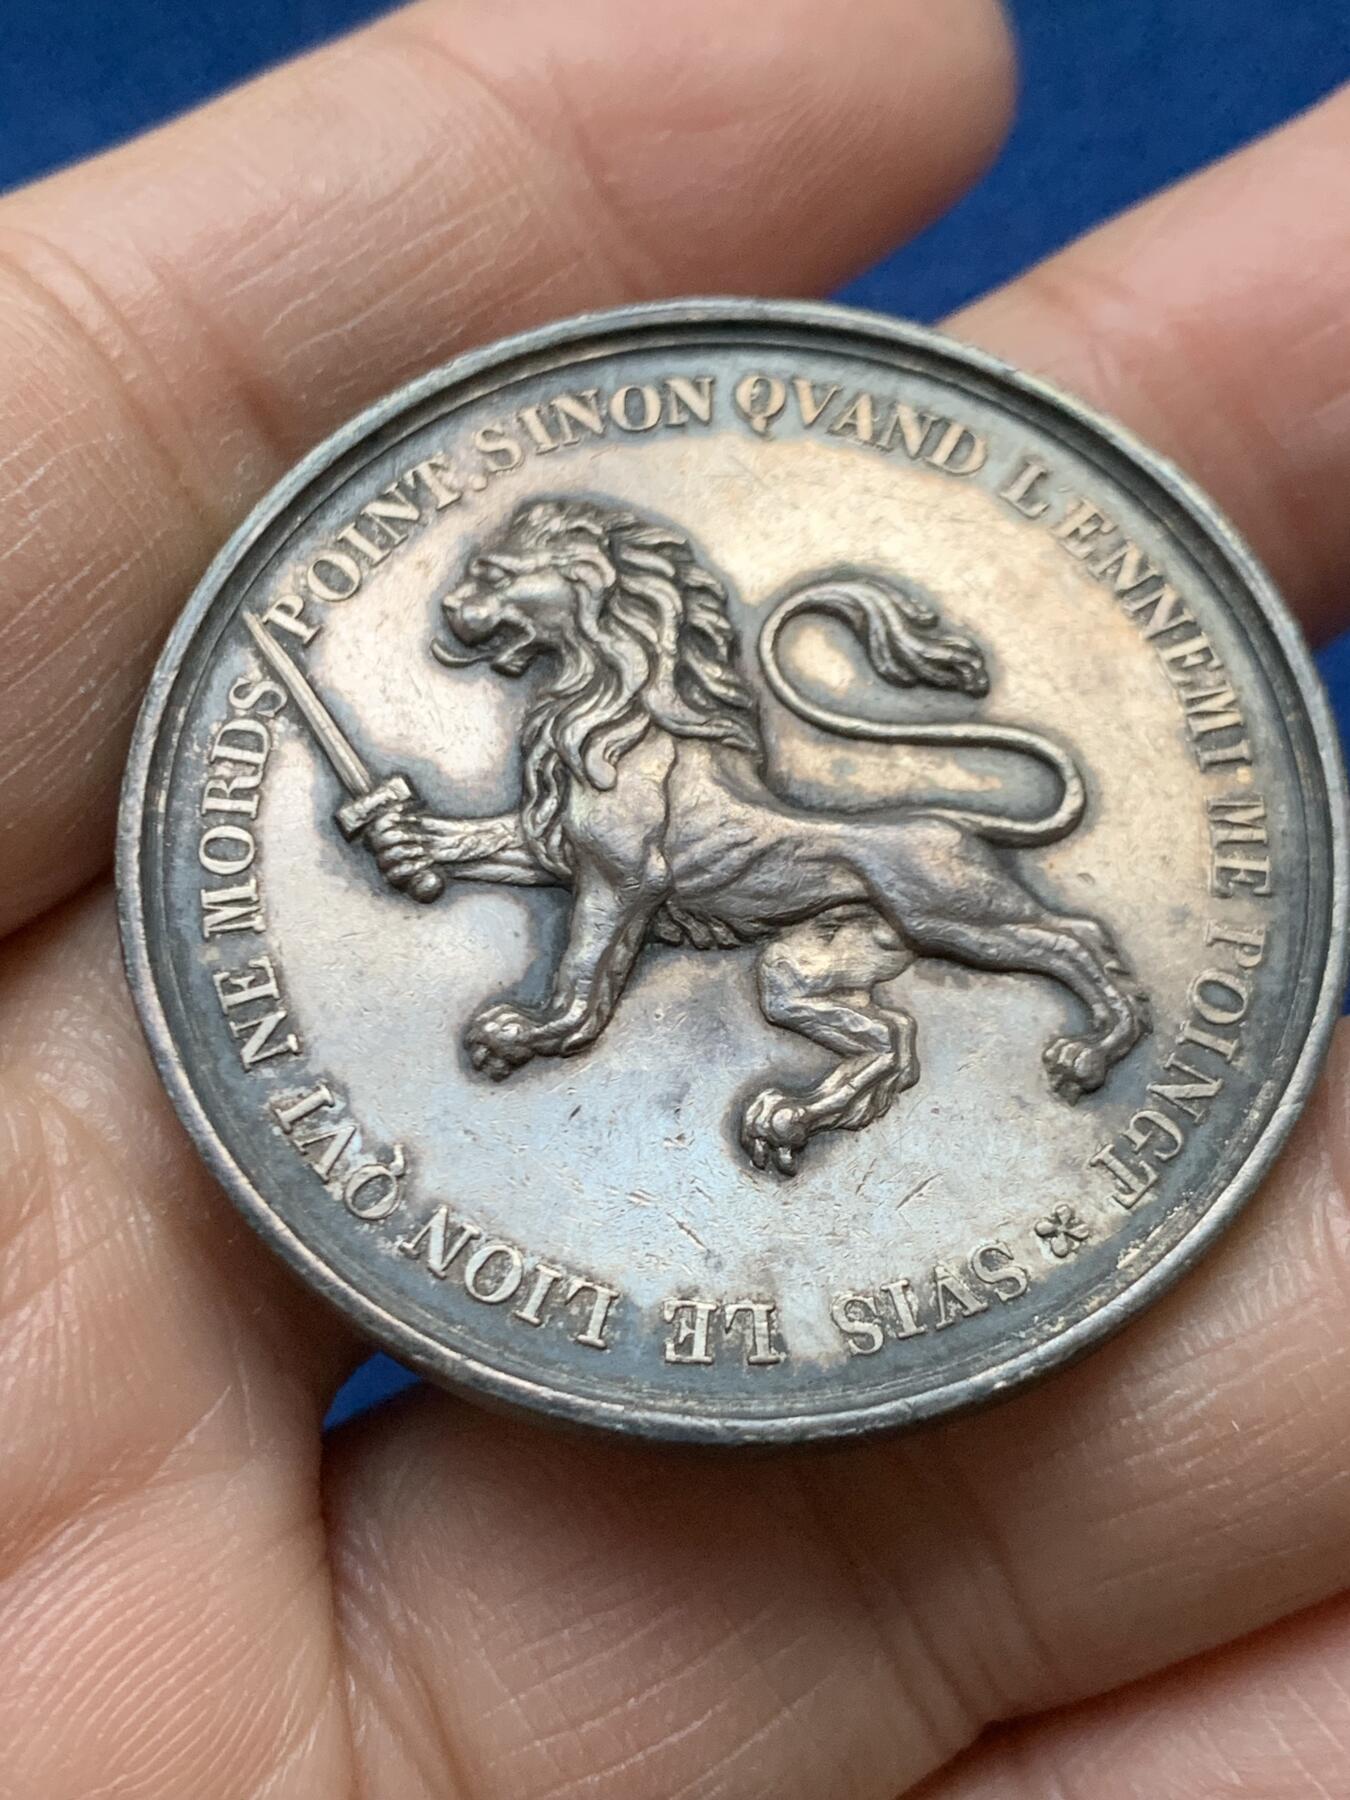 SVIS LE LION QVI NE MORDS POINT. SINON QVAND L'ENNEMI ME POINGT